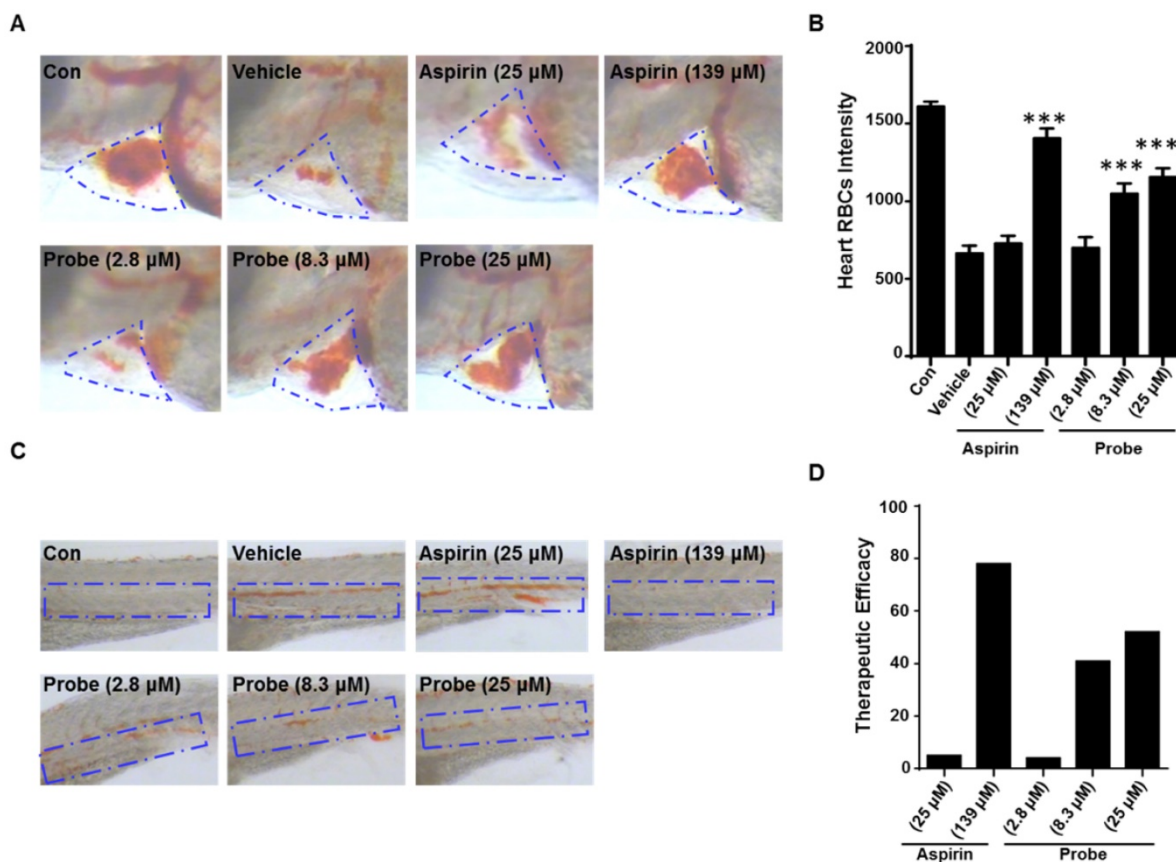 A
Con
Vehicle
Aspirin (25 µM)
Aspirin (139 µM)
Probe (2.8 µM)
Probe (8.3 µM)
Probe (25 µM)
B
2000
1500
1000
500
0
Heart RBCs Intensity
***
***
***
Con
Vehicle
(25 µM)
(139 µM)
(2.8 µM)
(8.3 µM)
(25 µM)
Aspirin
Probe
C
Con
Vehicle
Aspirin (25 µM)
Aspirin (139 µM)
Probe (2.8 µM)
Probe (8.3 µM)
Probe (25 µM)
D
100
80
60
40
20
0
Therapeutic Efficacy
(25 µM)
(139 µM)
(2.8 µM)
(8.3 µM)
(25 µM)
Aspirin
Probe